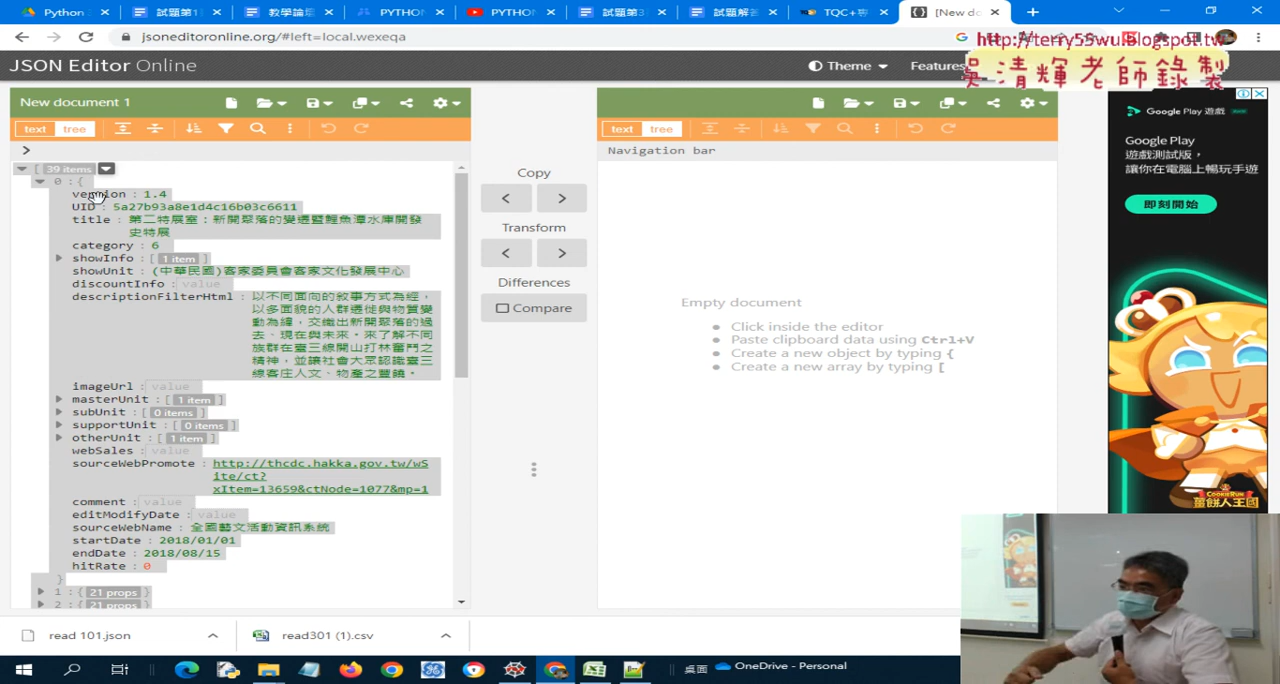 Python
試題第1
教學論壇
PYTHON
PYTHON
試題第3
試題解答
TQC+專
[New do
jsoneditoronline.org/#left=local.wexeqa
http://terry55wu.blogspot.tw
吳清輝老師錄製
JSON Editor Online
Theme
Features
New document 1
text tree
text tree
Navigation bar
[ 39 items ]
0 : {
version : 1.4
UID : 5a27b93a8e1d4c16b03c6611
title : 第二特展室：新開聚落的變遷暨鯉魚潭水庫開發
史特展
category : 6
showInfo : [ 1 item ]
showUnit : (中華民國)客家委員會客家文化發展中心
discountInfo : value
descriptionFilterHtml : 以不同面向的敘事方式為經，
以多面貌的人群遷徙與物質變
動為緯，交織出新開聚落的過
去、現在與未來。來了解不同
族群在臺三線開山打林奮鬥之
精神，並讓社會大眾認識臺三
線客庄人文、物產之豐饒。
imageUrl : value
masterUnit : [ 1 item ]
subUnit : [ 0 items ]
supportUnit : [ 0 items ]
otherUnit : [ 1 item ]
webSales : value
sourceWebPromote : http://thcdc.hakka.gov.tw/wS
ite/ct?
xItem=13659&ctNode=1077&mp=1
comment : value
editModifyDate : value
sourceWebName : 全國藝文活動資訊系統
startDate : 2018/01/01
endDate : 2018/08/15
hitRate : 0
}
1 : { 21 props }
2 : { 21 props }
Copy
< >
Transform
< >
Differences
Compare
Empty document
• Click inside the editor
• Paste clipboard data using Ctrl+V
• Create a new object by typing {
• Create a new array by typing [
Google Play
Google Play 遊戲
遊戲測試版，
讓你在電腦上暢玩手遊
即刻開始
COOKIERUN
薑餅人王國
read 101.json
read301 (1).csv
桌面
OneDrive - Personal